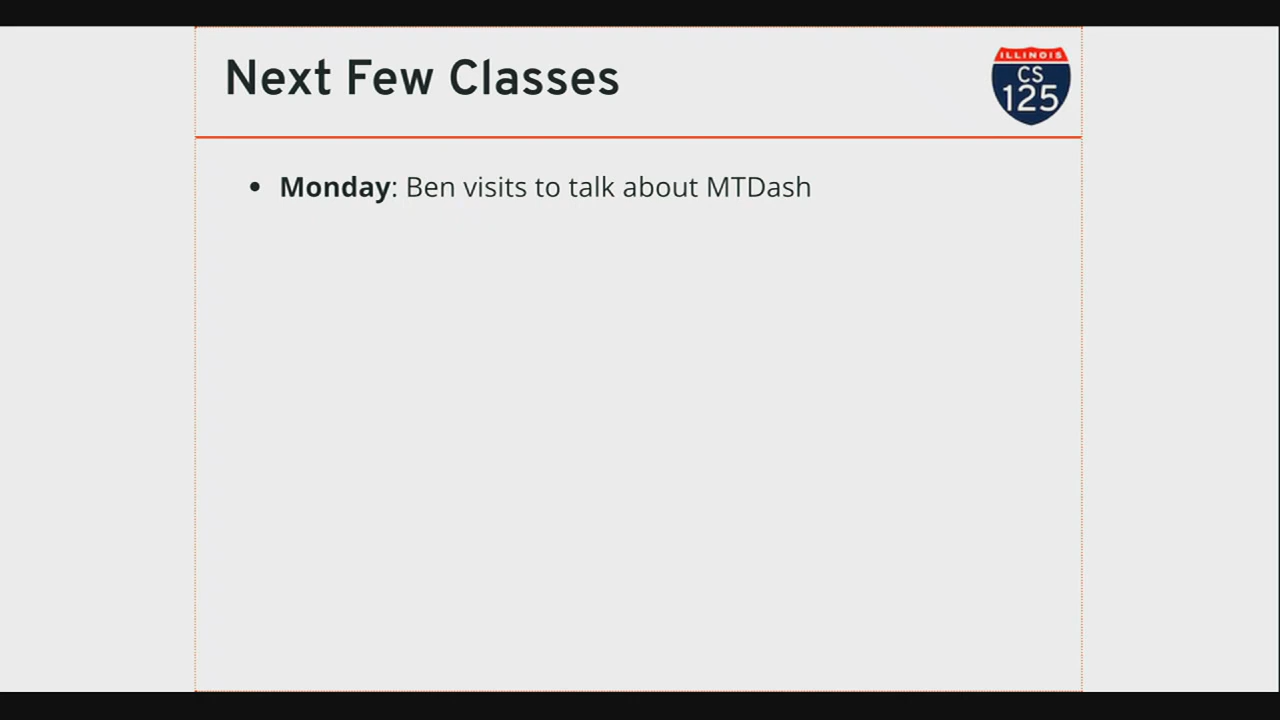 Next Few Classes
ILLINOIS
CS
125
• Monday: Ben visits to talk about MTDash